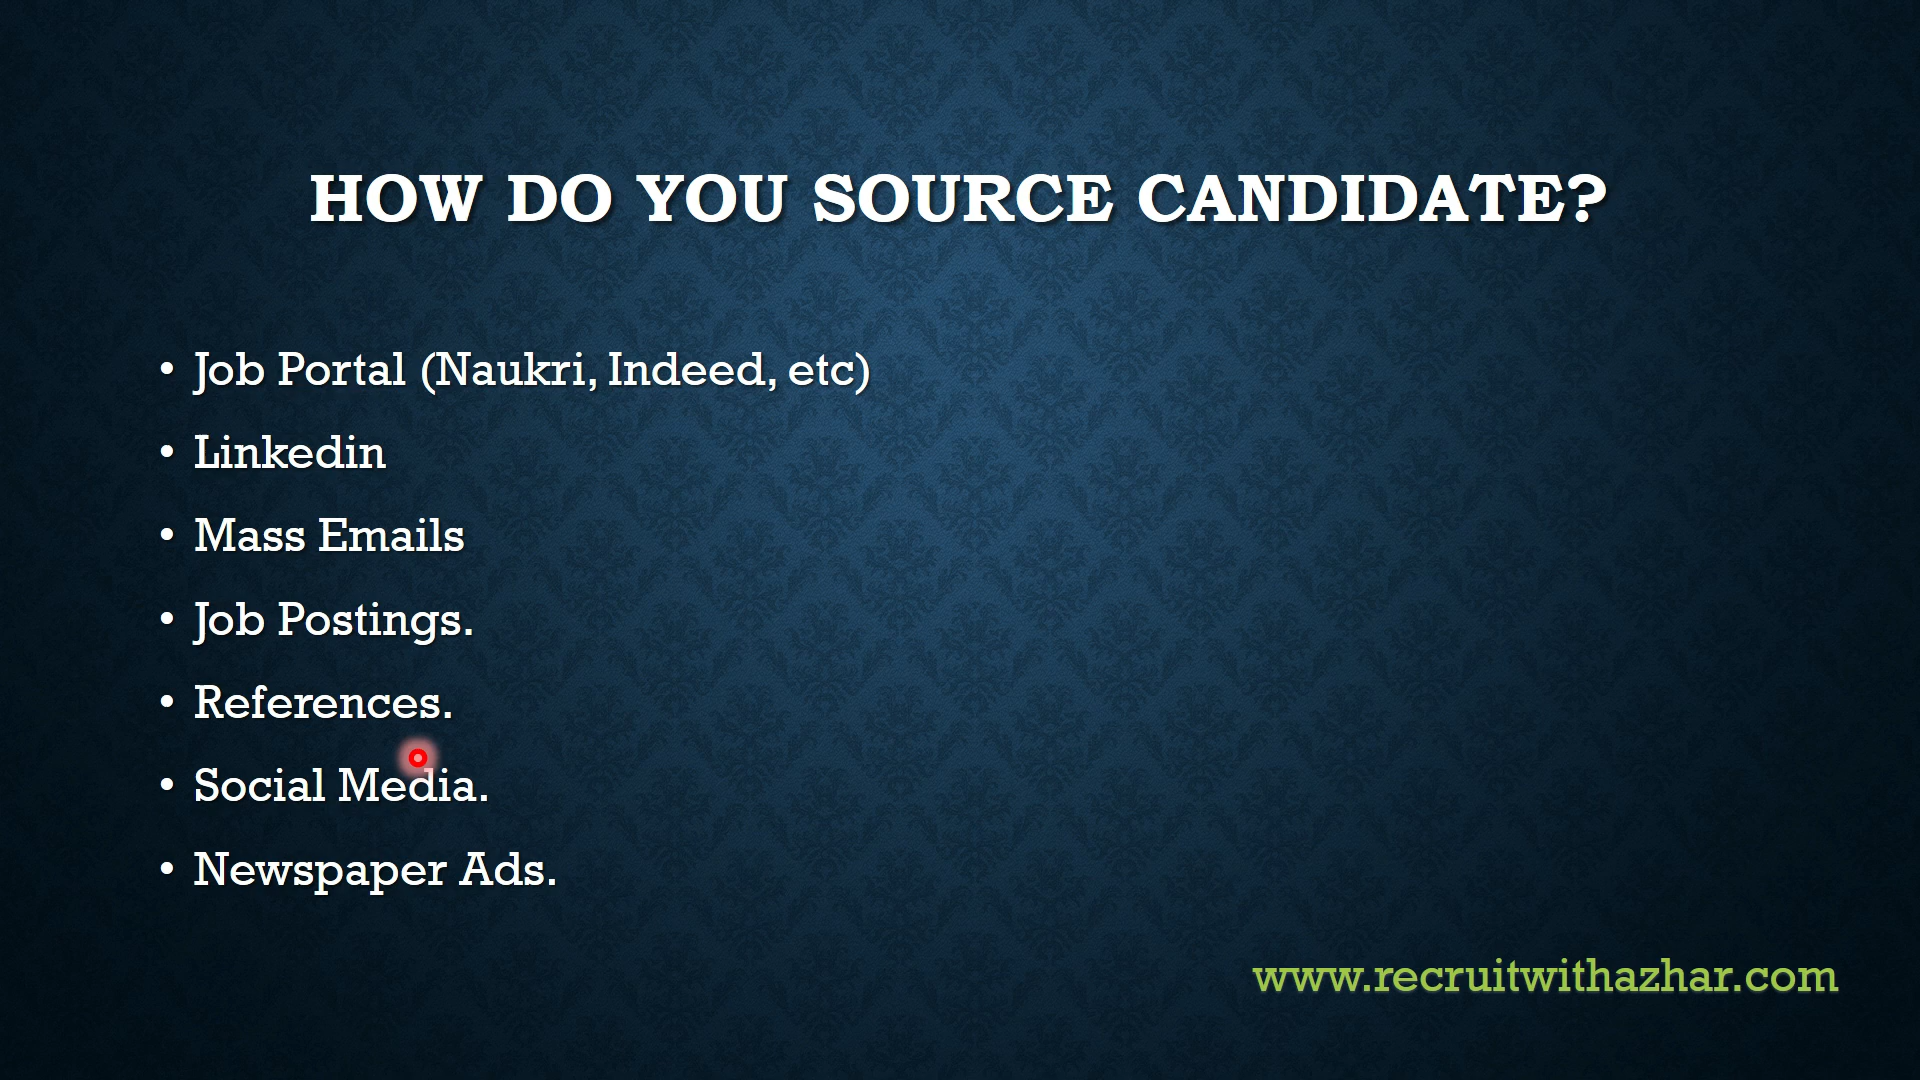 HOW DO YOU SOURCE CANDIDATE?
• Job Portal (Naukri, Indeed, etc)
• Linkedin
• Mass Emails
• Job Postings.
• References.
• Social Media.
• Newspaper Ads.
www.recruitwithazhar.com